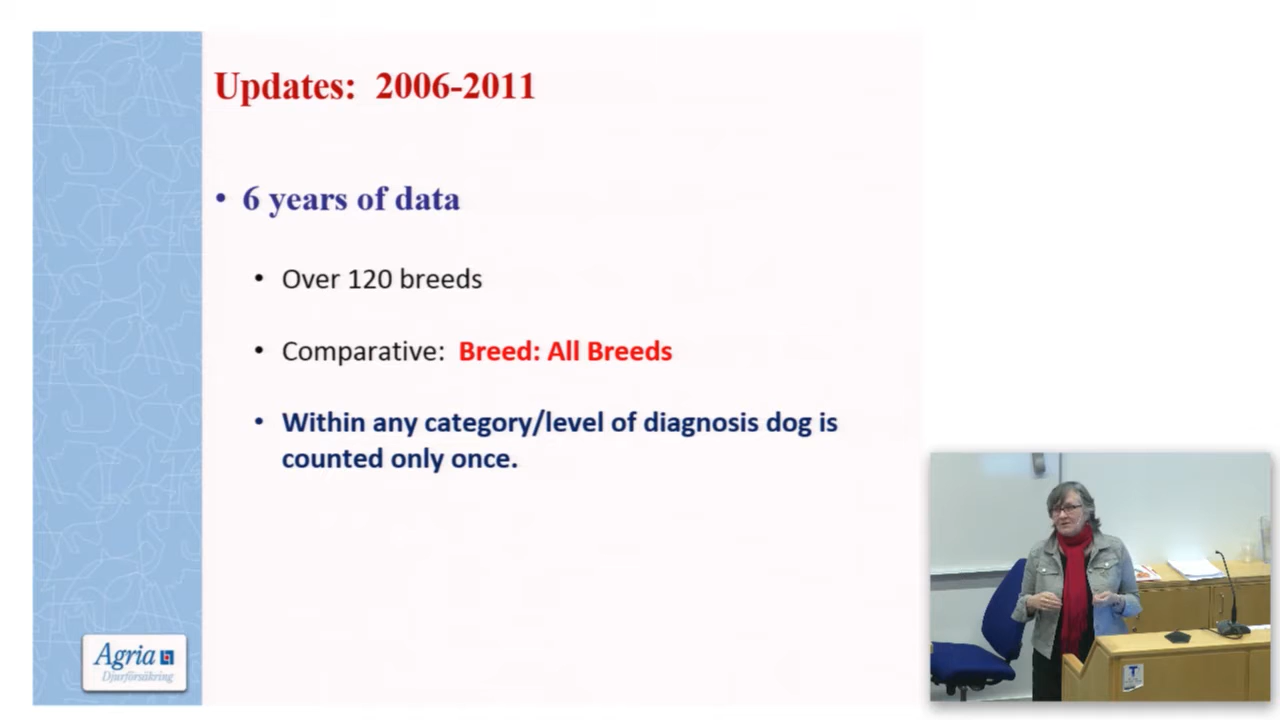 Updates: 2006-2011
• 6 years of data
• Over 120 breeds
• Comparative: Breed: All Breeds
• Within any category/level of diagnosis dog is
counted only once.
Agria
Djurförsäkring